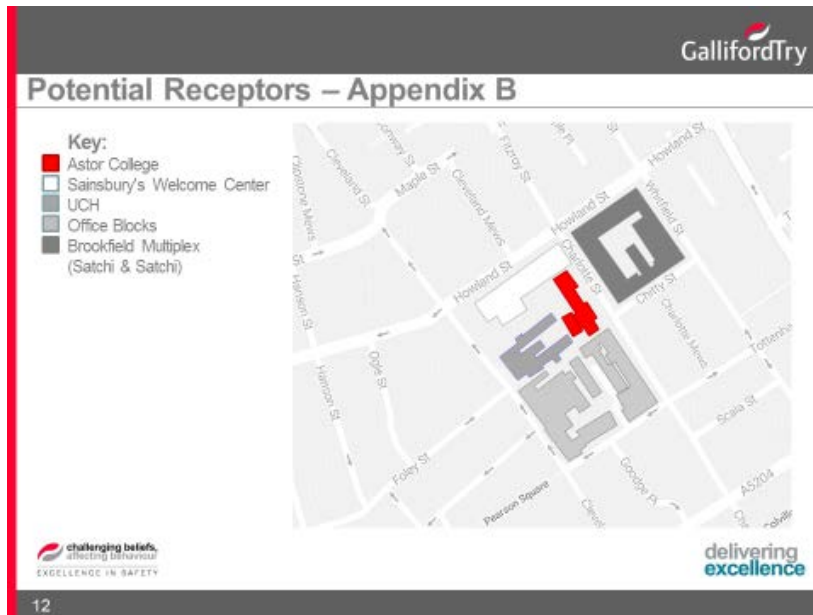 GallifordTry
Potential Receptors – Appendix B
Key:
Astor College
Sainsbury's Welcome Center
UCH
Office Blocks
Brookfield Multiplex
(Satchi & Satchi)
Cleveland St
Maple St
Cleveland Mews
Fitzroy St
Howland St
Whitfield St
Howland St
Charlotte St
Howland St
Chitty St
Charlotte Mews
Hanson St
Ogle St
Hanson St
Foley St
Scala St
Goodge Pl
A5204
Pearson Square
challenging beliefs,
affecting behaviour
EXCELLENCE IN SAFETY
delivering
excellence
12